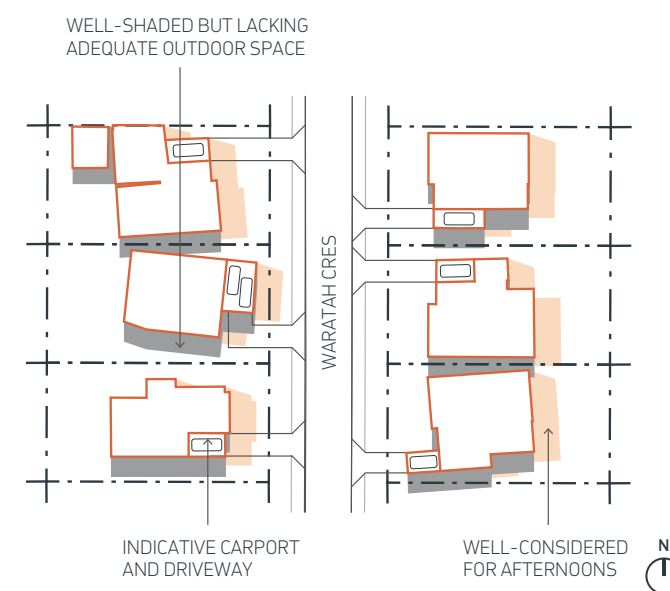 WELL-SHADED BUT LACKING
ADEQUATE OUTDOOR SPACE
WARATAH CRES
INDICATIVE CARPORT
AND DRIVEWAY
WELL-CONSIDERED
FOR AFTERNOONS
N